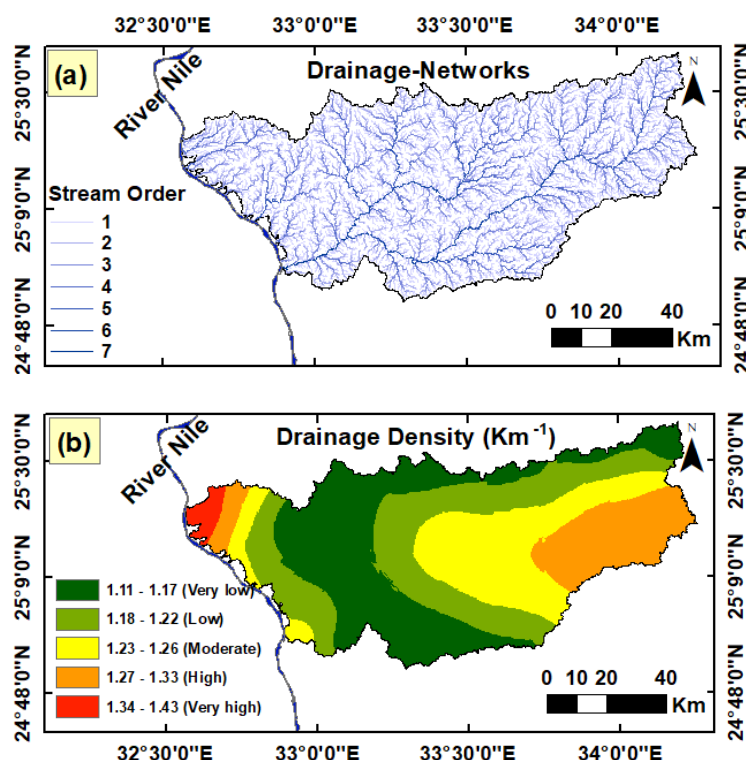 32°30'0"E 33°0'0"E 33°30'0"E 34°0'0"E
(a)
River Nile
Drainage-Networks
N
25°30'0"N
25°30'0"N
25°9'0"N
25°9'0"N
24°48'0"N
24°48'0"N
Stream Order
1
2
3
4
5
6
7
0 10 20 40
Km
(b)
River Nile
Drainage Density (Km⁻¹)
N
25°30'0"N
25°30'0"N
25°9'0"N
25°9'0"N
24°48'0"N
24°48'0"N
1.11 - 1.17 (Very low)
1.18 - 1.22 (Low)
1.23 - 1.26 (Moderate)
1.27 - 1.33 (High)
1.34 - 1.43 (Very high)
0 10 20 40
Km
32°30'0"E 33°0'0"E 33°30'0"E 34°0'0"E